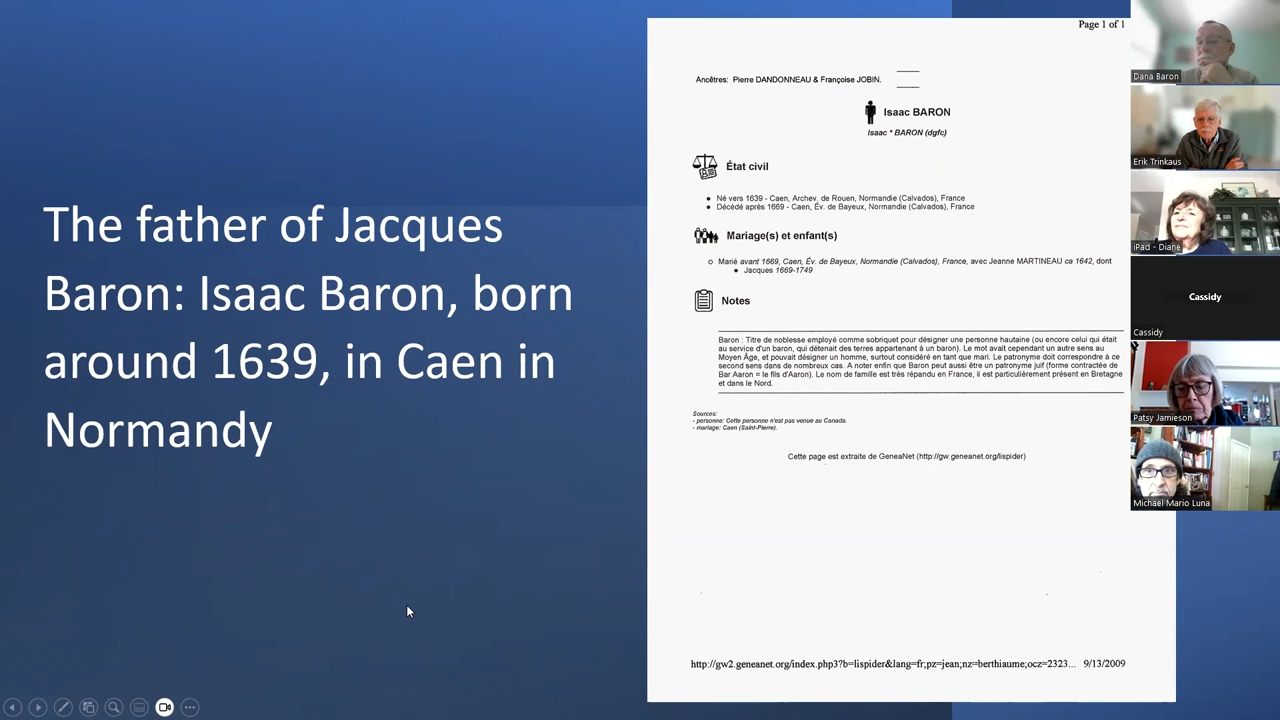 The father of Jacques
Baron: Isaac Baron, born
around 1639, in Caen in
Normandy
Page 1 of 1
Ancêtres: Pierre DANDONNEAU & Françoise JOBIN.
Isaac BARON
Isaac * BARON (dgfc)
État civil
Né vers 1639 - Caen, Archev. de Rouen, Normandie (Calvados), France
Décédé après 1669 - Caen, Év. de Bayeux, Normandie (Calvados), France
Mariage(s) et enfant(s)
Marié avant 1669, Caen, Év. de Bayeux, Normandie (Calvados), France, avec Jeanne MARTINEAU ca 1642, dont
Jacques 1669-1749
Notes
Baron : Titre de noblesse employé comme sobriquet pour désigner une personne hautaine (ou encore celui qui était
au service d'un baron, qui détenait des terres appartenant à un baron). Le mot avait cependant un autre sens au
Moyen Âge, et pouvait désigner un homme, surtout considéré en tant que mari. Le patronyme doit correspondre à ce
second sens dans de nombreux cas. A noter enfin que Baron peut aussi être un patronyme juif (forme contractée de
Bar Aaron = le fils d'Aaron). Le nom de famille est très répandu en France, il est particulièrement présent en Bretagne
et dans le Nord.
Sources:
- personne: Cette personne n'est pas venue au Canada.
- mariage: Caen (Saint-Pierre).
Cette page est extraite de GeneaNet (http://gw.geneanet.org/lispider)
http://gw2.geneanet.org/index.php3?b=lispider&lang=fr;pz=jean;nz=berthiaume;ocz=2323... 9/13/2009
Dana Baron
Erik Trinkaus
iPad - Diane
Cassidy
Cassidy
Patsy Jamieson
Michael Mario Luna